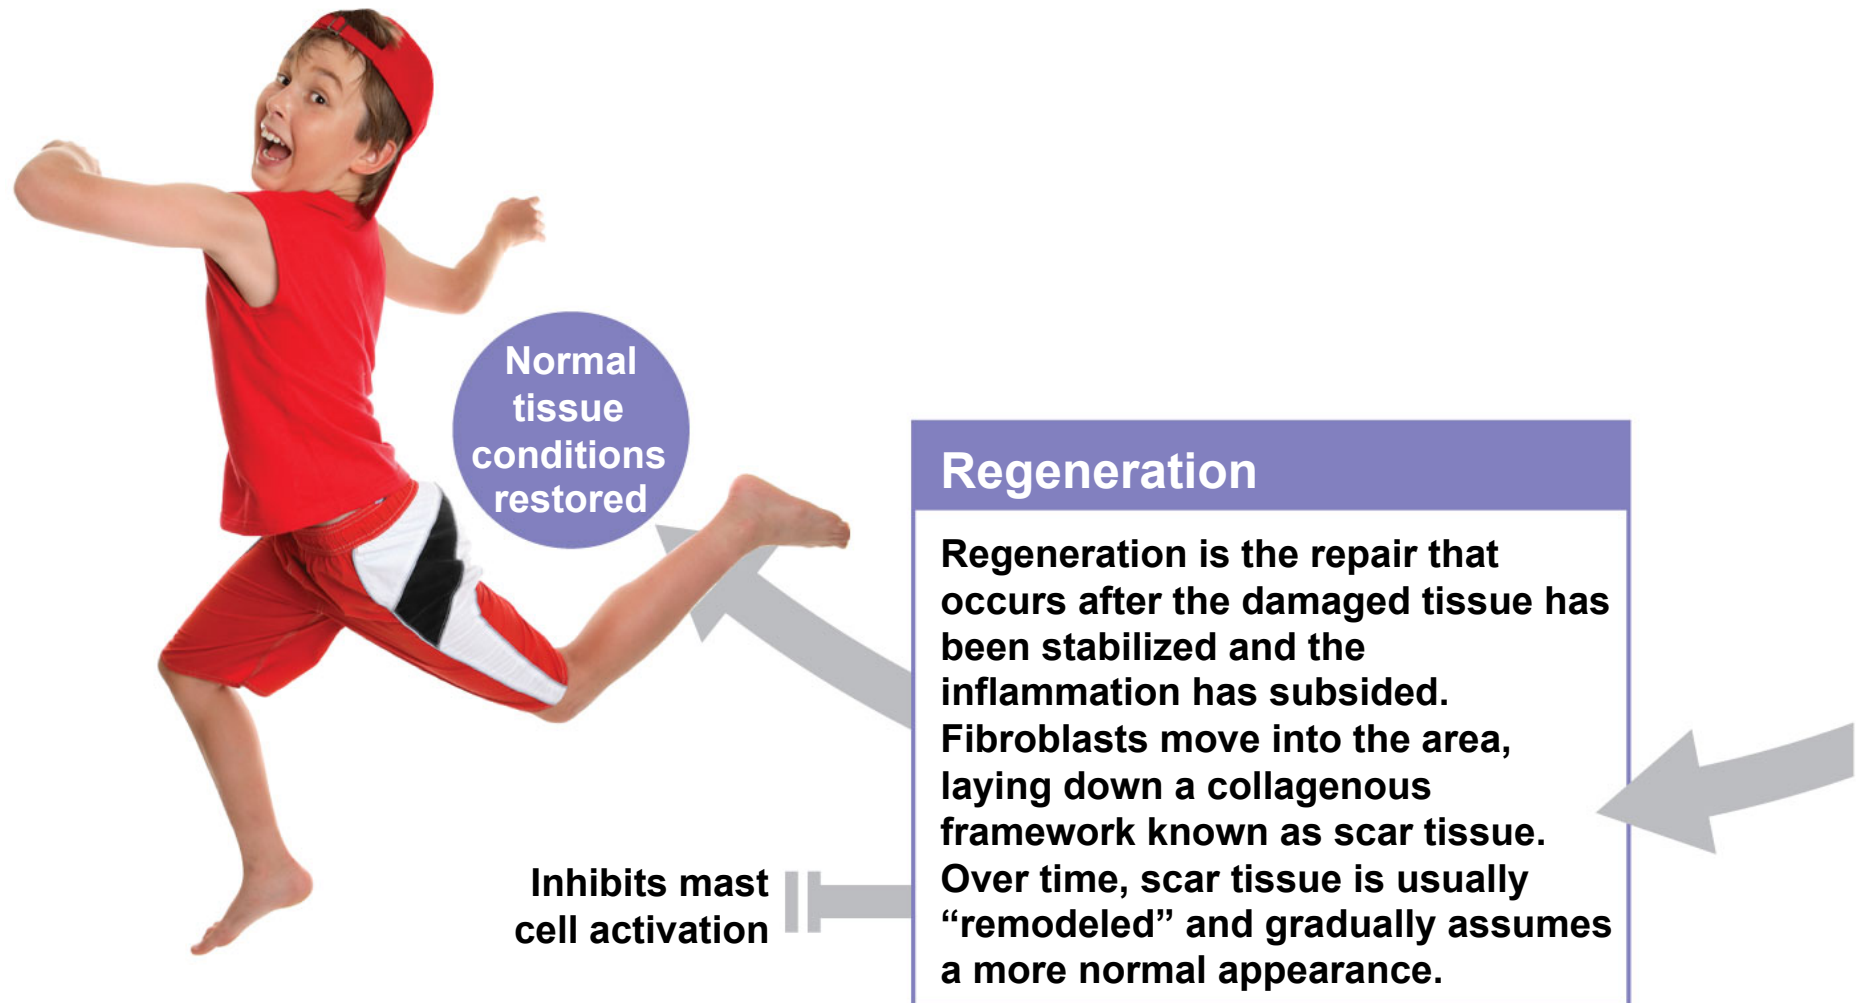 Normal
tissue
conditions
restored
Regeneration
Regeneration is the repair that
occurs after the damaged tissue has
been stabilized and the
inflammation has subsided.
Fibroblasts move into the area,
laying down a collagenous
framework known as scar tissue.
Over time, scar tissue is usually
“remodeled” and gradually assumes
a more normal appearance.
Inhibits mast
cell activation